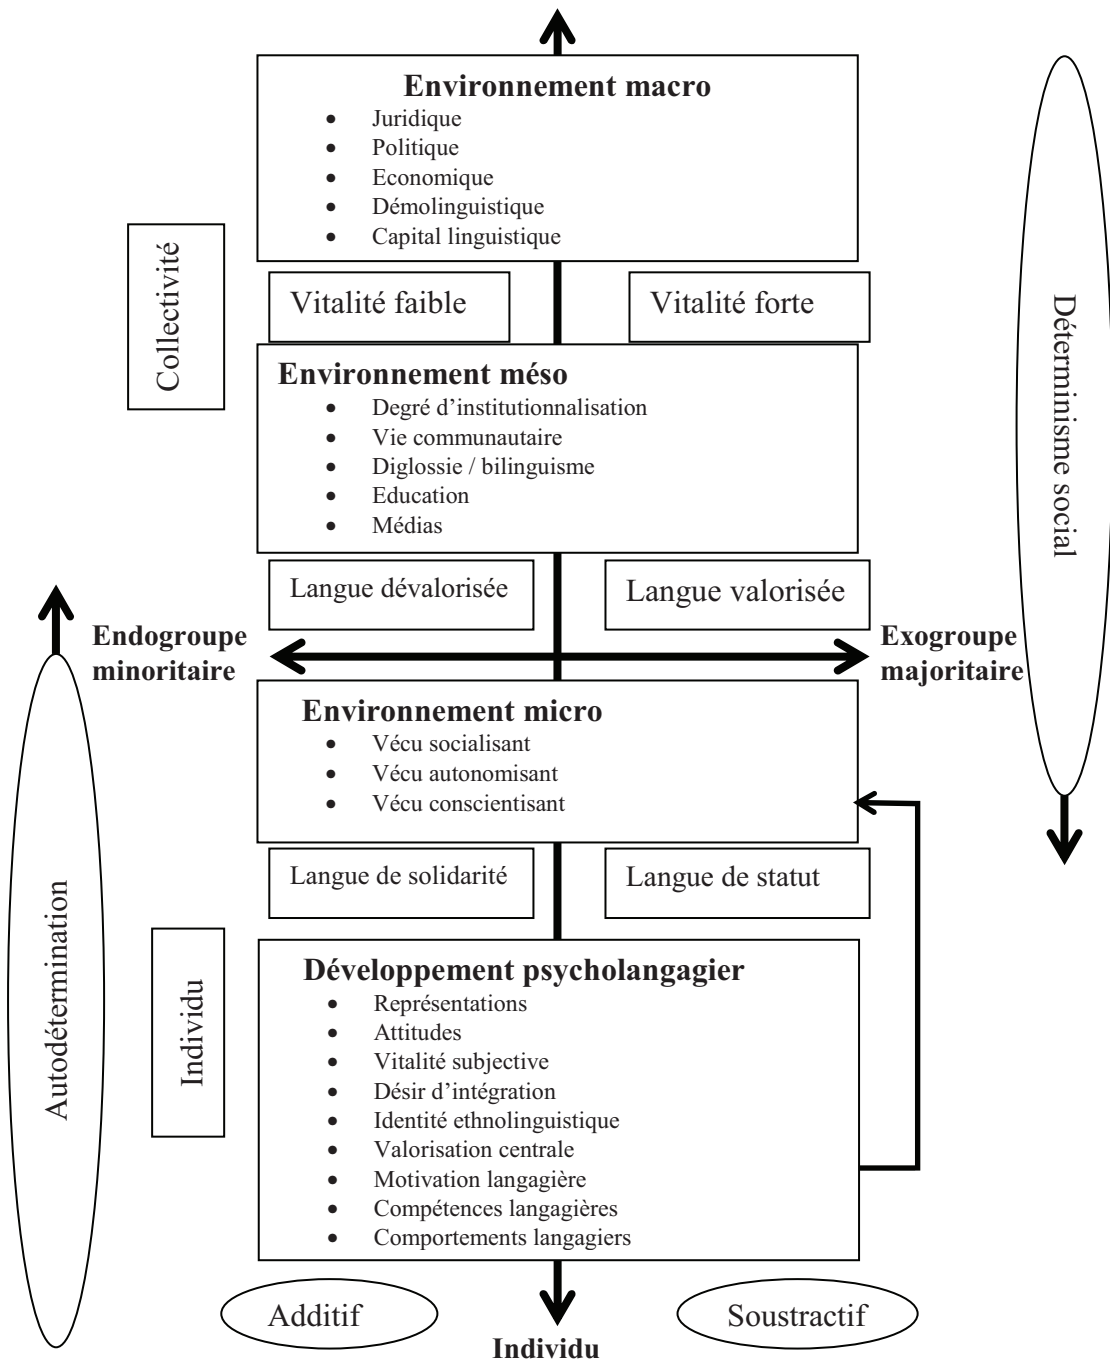 Environnement macro
• Juridique
• Politique
• Economique
• Démolinguistique
• Capital linguistique
Collectivité
Vitalité faible
Vitalité forte
Déterminisme social
Environnement méso
• Degré d’institutionnalisation
• Vie communautaire
• Diglossie / bilinguisme
• Education
• Médias
Langue dévalorisée
Langue valorisée
Endogroupe
minoritaire
Exogroupe
majoritaire
Environnement micro
• Vécu socialisant
• Vécu autonomisant
• Vécu conscientisant
Langue de solidarité
Langue de statut
Autodétermination
Individu
Développement psycholangagier
• Représentations
• Attitudes
• Vitalité subjective
• Désir d’intégration
• Identité ethnolinguistique
• Valorisation centrale
• Motivation langagière
• Compétences langagières
• Comportements langagiers
Additif
Soustractif
Individu